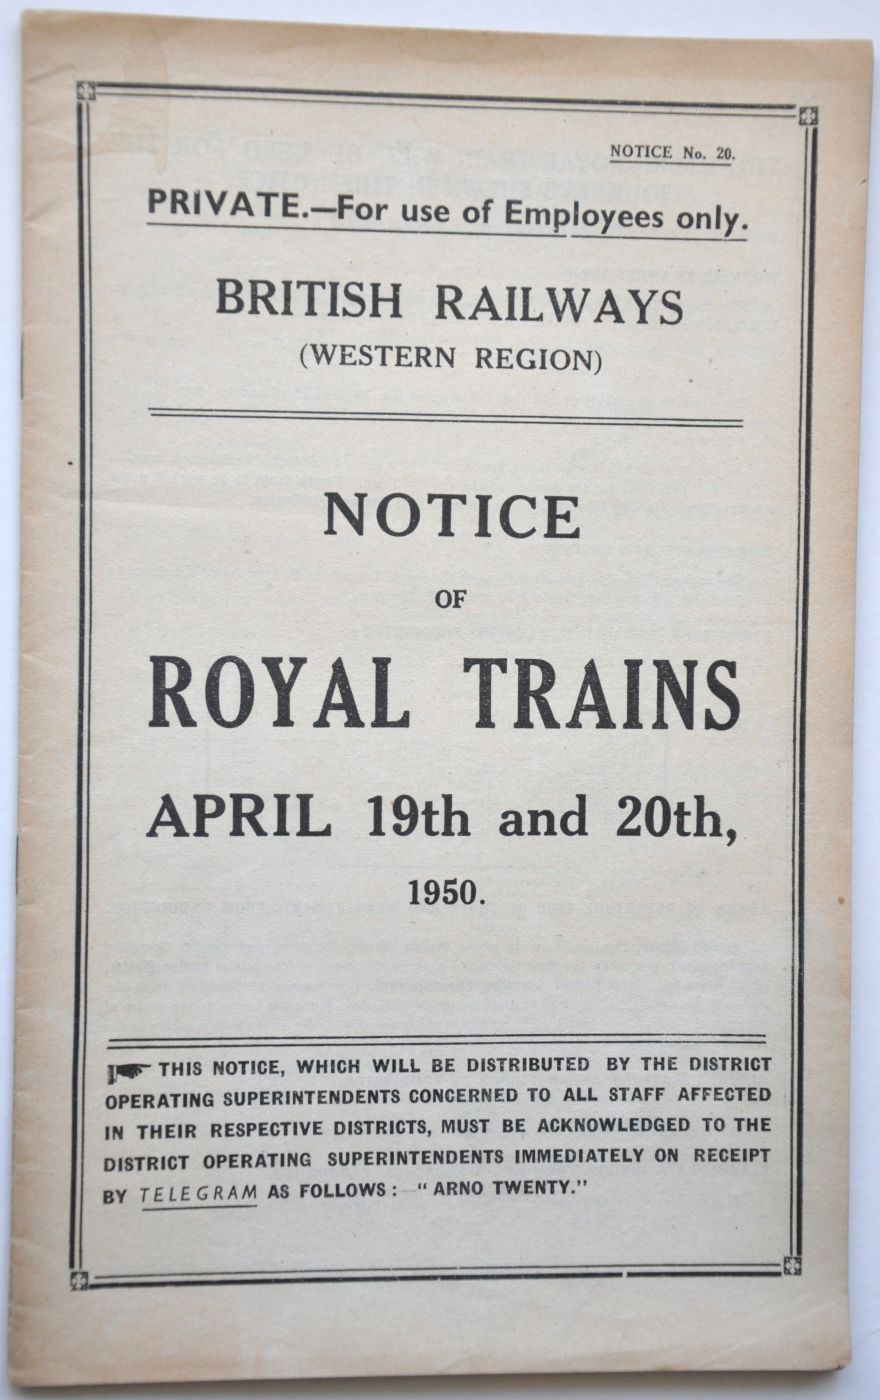 NOTICE No. 20.
PRIVATE.—For use of Employees only.
BRITISH RAILWAYS
(WESTERN REGION)
NOTICE
OF
ROYAL TRAINS
APRIL 19th and 20th,
1950.
THIS NOTICE, WHICH WILL BE DISTRIBUTED BY THE DISTRICT
OPERATING SUPERINTENDENTS CONCERNED TO ALL STAFF AFFECTED
IN THEIR RESPECTIVE DISTRICTS, MUST BE ACKNOWLEDGED TO THE
DISTRICT OPERATING SUPERINTENDENTS IMMEDIATELY ON RECEIPT
BY TELEGRAM AS FOLLOWS :—“ ARNO TWENTY.”